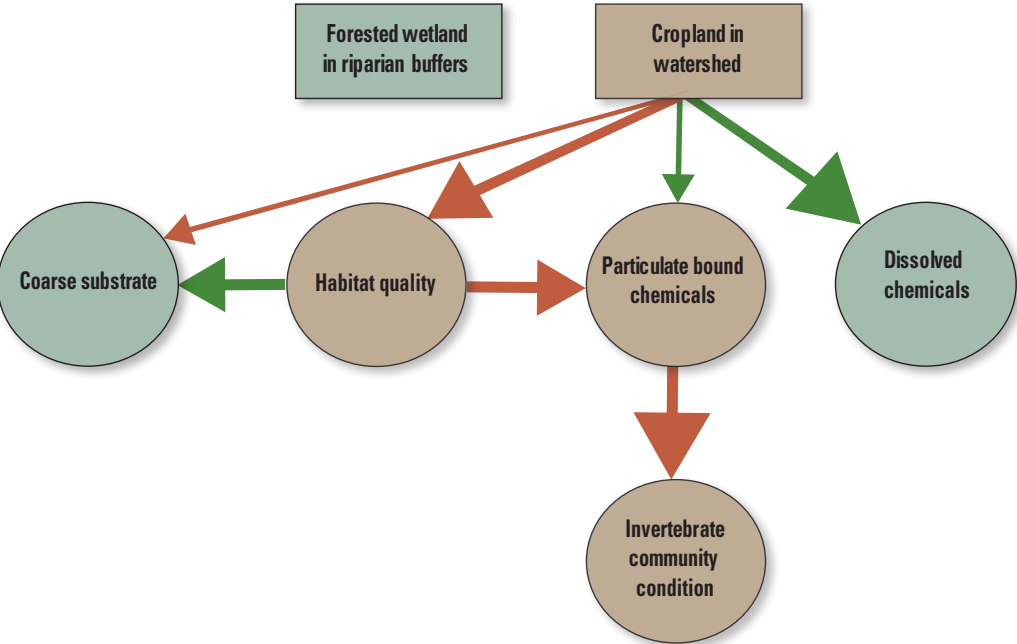 Forested wetland
in riparian buffers
Cropland in
watershed
Coarse substrate
Habitat quality
Particulate bound
chemicals
Dissolved
chemicals
Invertebrate
community
condition